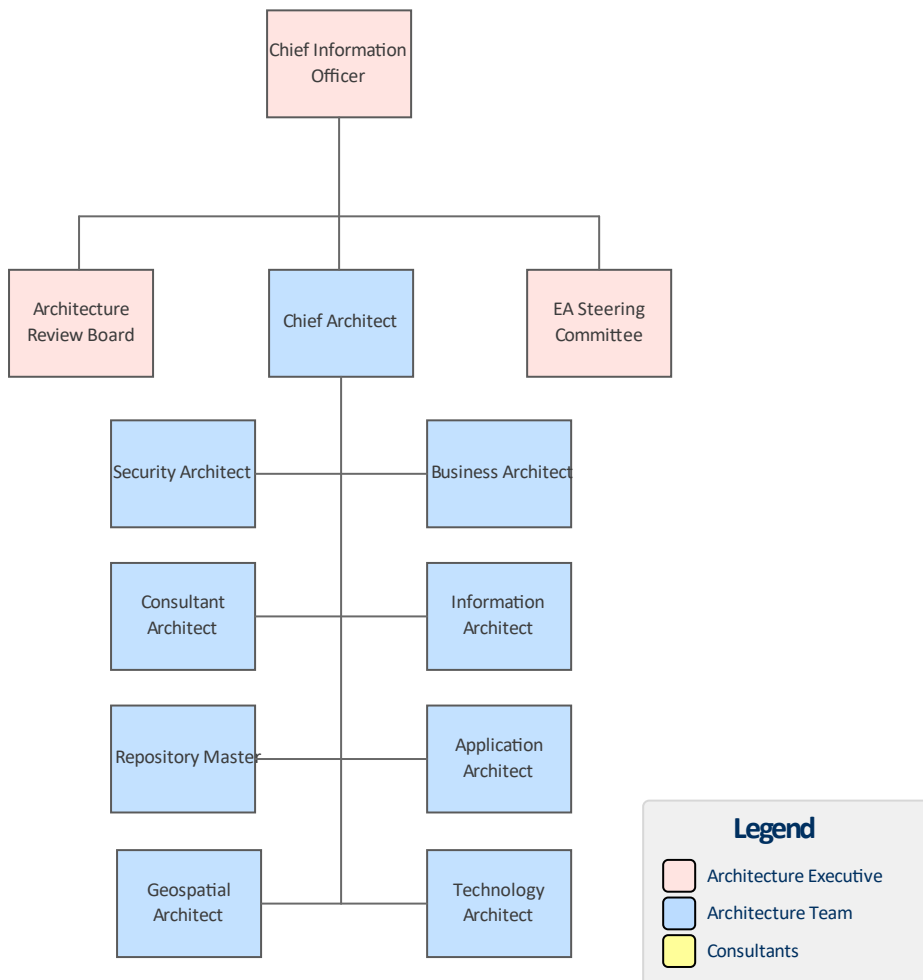 Chief Information
Officer
Architecture
Review Board
Chief Architect
EA Steering
Committee
Security Architect
Business Architect
Consultant
Architect
Information
Architect
Repository Master
Application
Architect
Geospatial
Architect
Technology
Architect
Legend
Architecture Executive
Architecture Team
Consultants